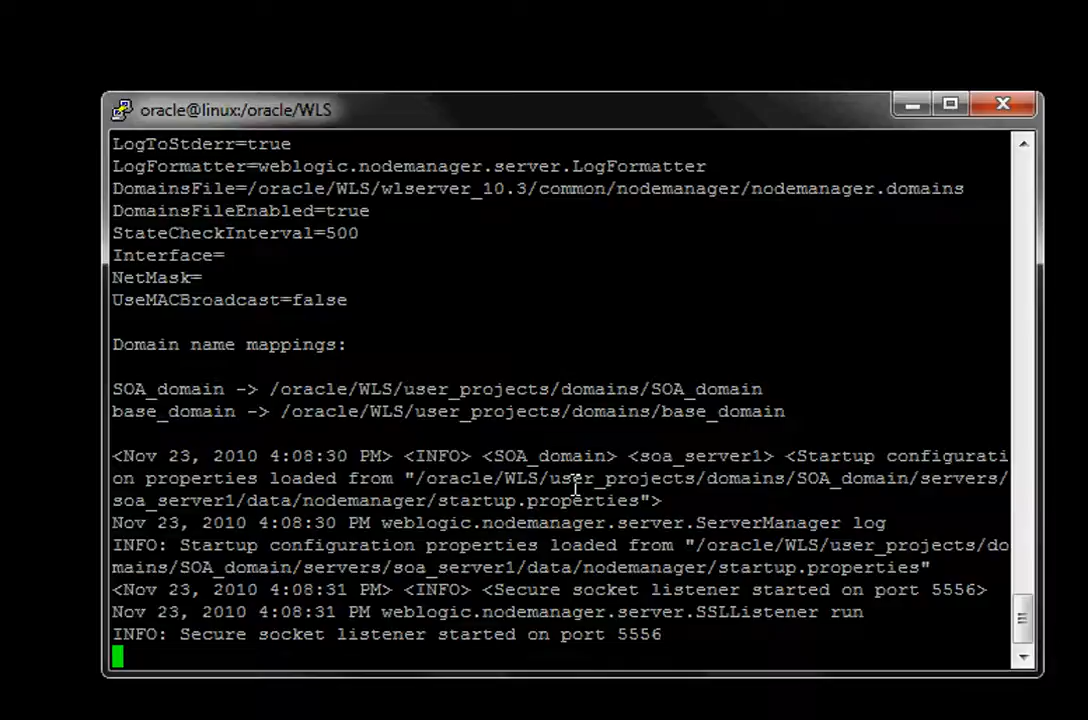 oracle@linux:/oracle/WLS
LogToStderr=true
LogFormatter=weblogic.nodemanager.server.LogFormatter
DomainsFile=/oracle/WLS/wlserver_10.3/common/nodemanager/nodemanager.domains
DomainsFileEnabled=true
StateCheckInterval=500
Interface=
NetMask=
UseMACBroadcast=false
Domain name mappings:
SOA_domain -> /oracle/WLS/user_projects/domains/SOA_domain
base_domain -> /oracle/WLS/user_projects/domains/base_domain
<Nov 23, 2010 4:08:30 PM> <INFO> <SOA_domain> <soa_server1> <Startup configurati
on properties loaded from "/oracle/WLS/user_projects/domains/SOA_domain/servers/
soa_server1/data/nodemanager/startup.properties">
Nov 23, 2010 4:08:30 PM weblogic.nodemanager.server.ServerManager log
INFO: Startup configuration properties loaded from "/oracle/WLS/user_projects/do
mains/SOA_domain/servers/soa_server1/data/nodemanager/startup.properties"
<Nov 23, 2010 4:08:31 PM> <INFO> <Secure socket listener started on port 5556>
Nov 23, 2010 4:08:31 PM weblogic.nodemanager.server.SSLListener run
INFO: Secure socket listener started on port 5556